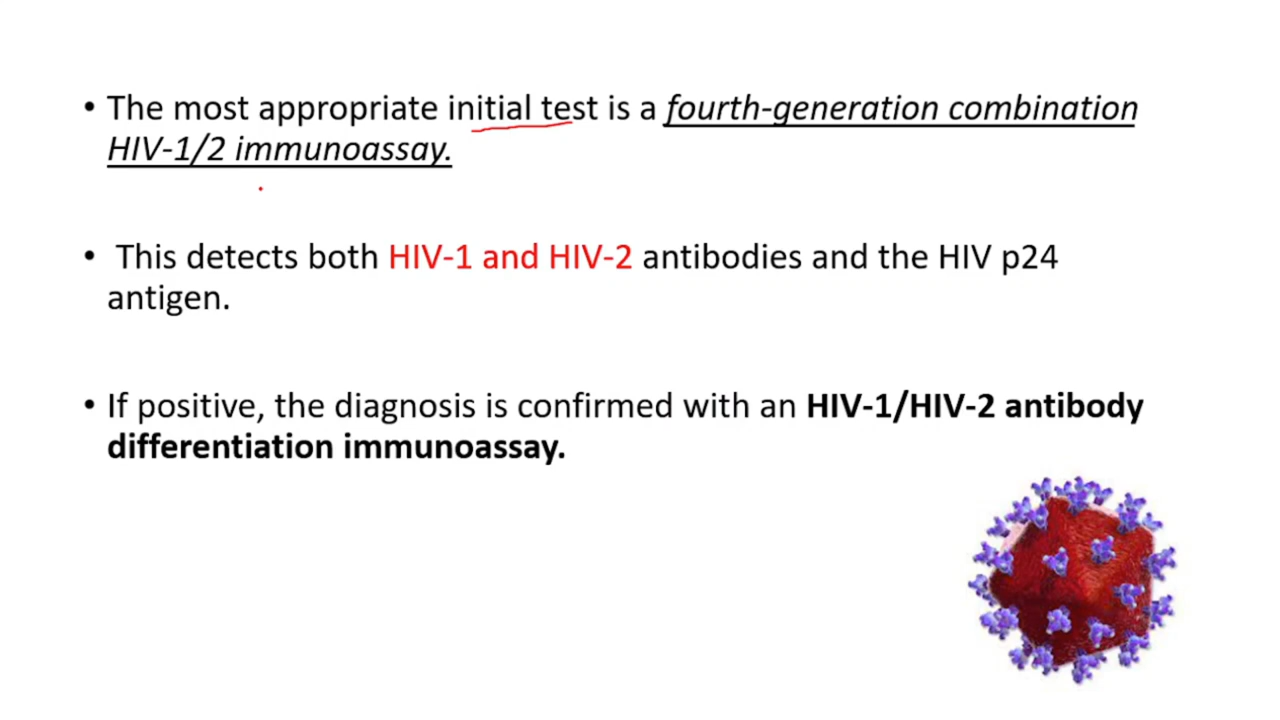 • The most appropriate initial test is a fourth-generation combination
HIV-1/2 immunoassay.
• This detects both HIV-1 and HIV-2 antibodies and the HIV p24
antigen.
• If positive, the diagnosis is confirmed with an HIV-1/HIV-2 antibody
differentiation immunoassay.